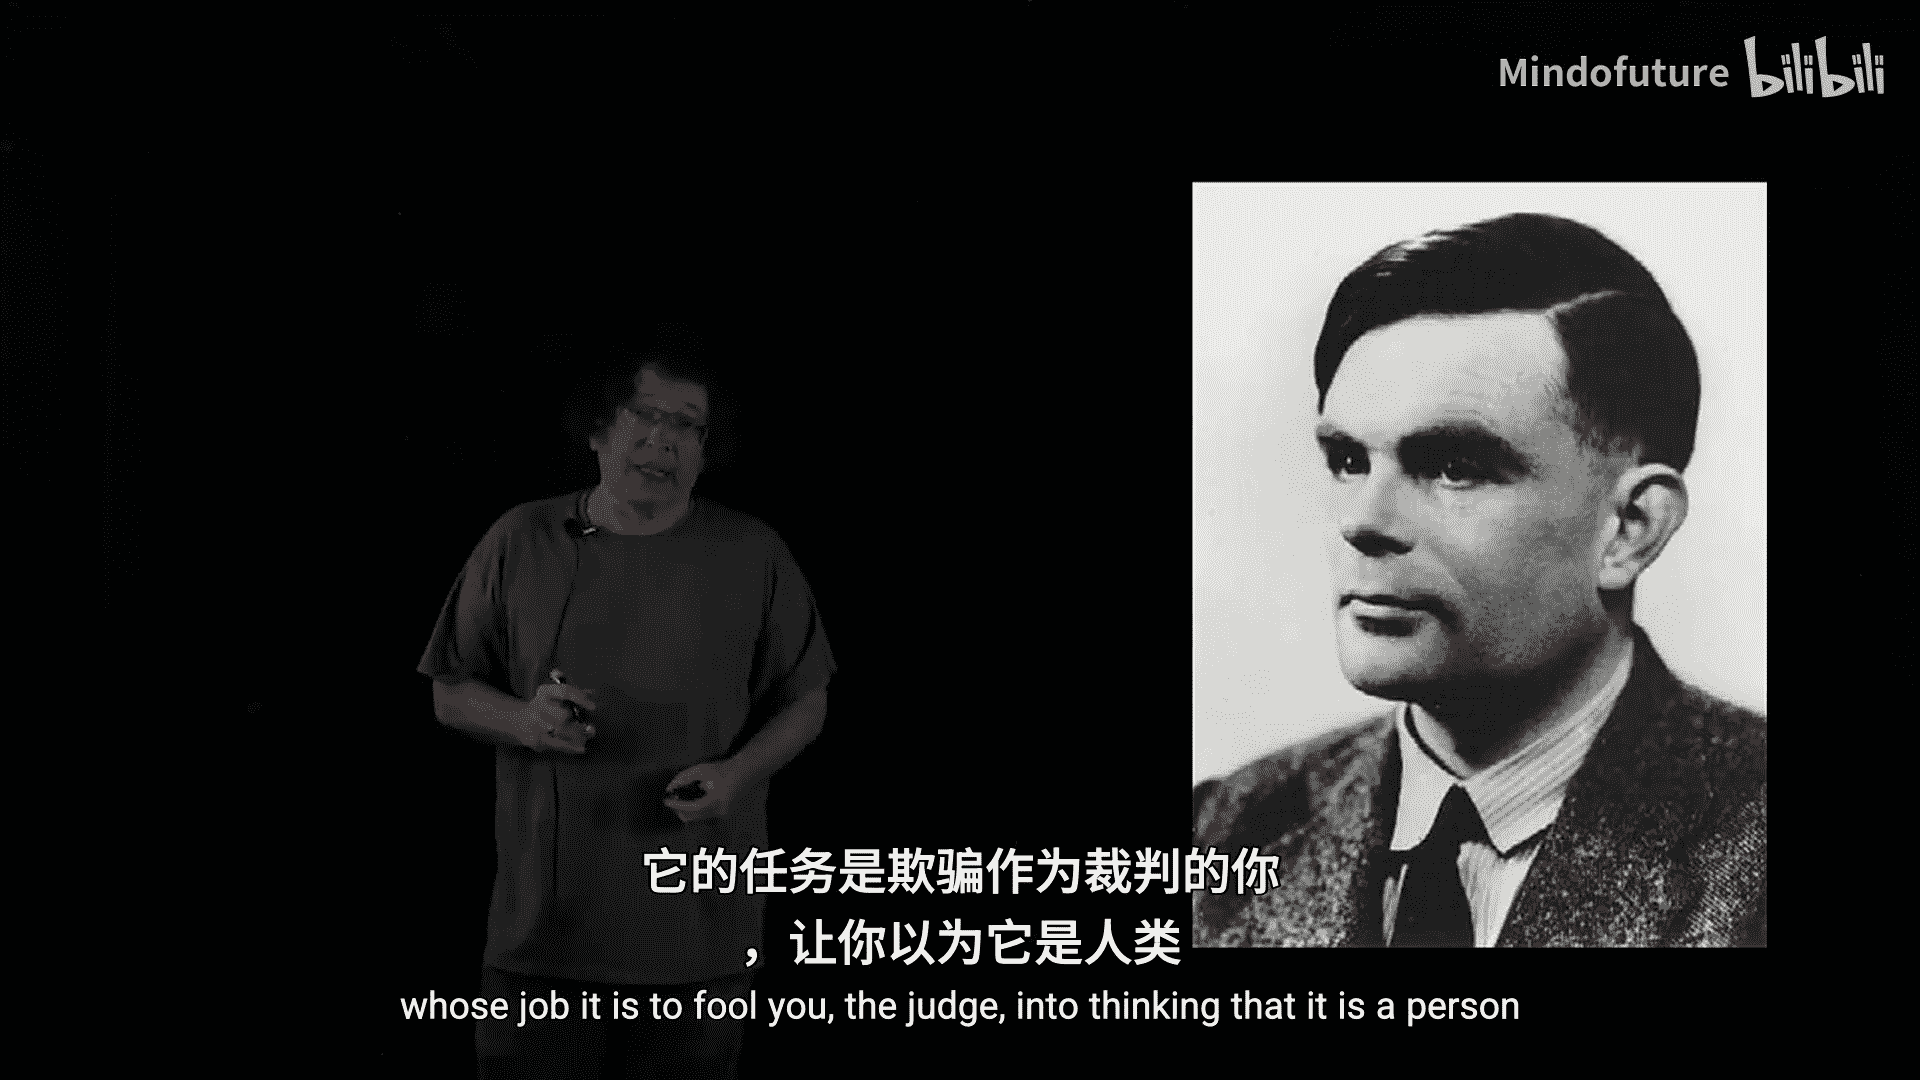 Mindofuture bilibili
它的任务是欺骗作为裁判的你
，让你以为它是人类
whose job it is to fool you, the judge, into thinking that it is a person